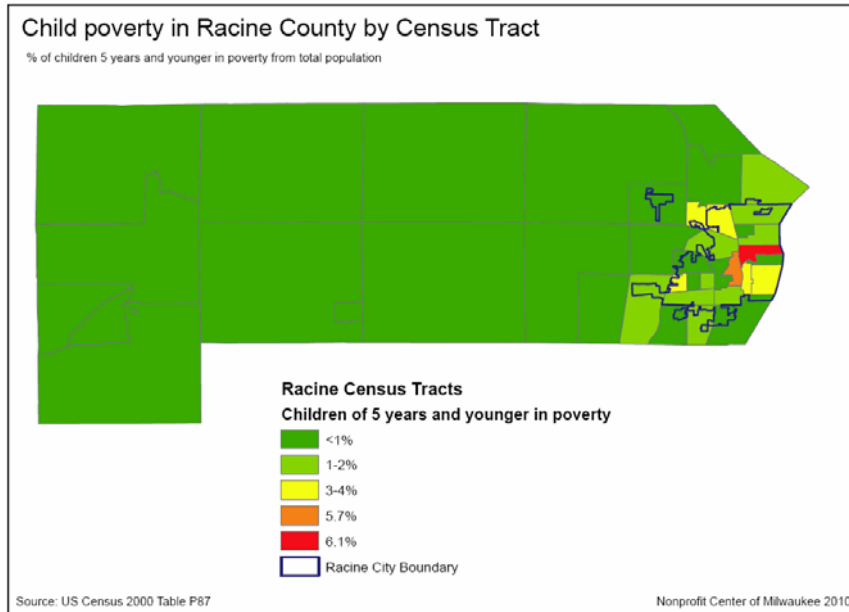 Child poverty in Racine County by Census Tract
% of children 5 years and younger in poverty from total population
Racine Census Tracts
Children of 5 years and younger in poverty
<1%
1-2%
3-4%
5.7%
6.1%
Racine City Boundary
Source: US Census 2000 Table P87
Nonprofit Center of Milwaukee 2010